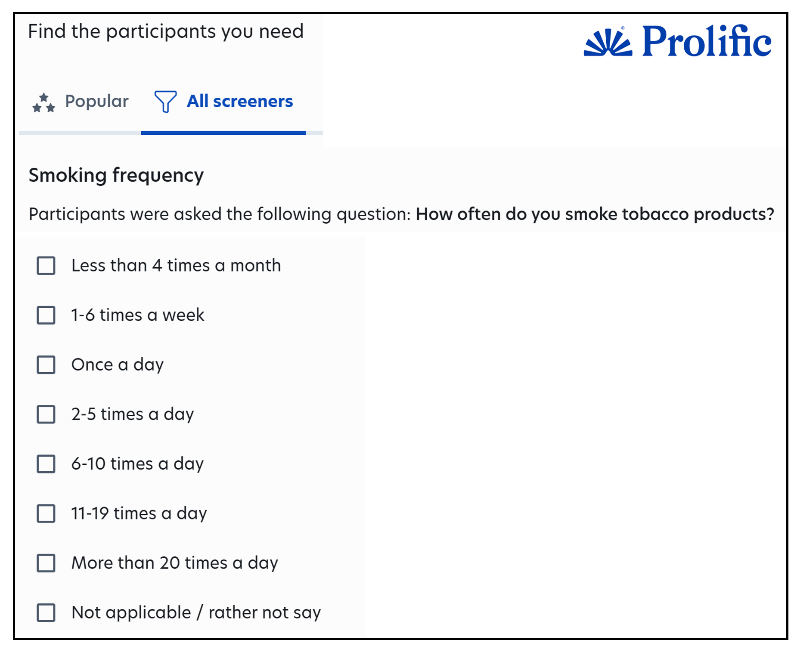 Find the participants you need
Prolific
Popular
All screeners
Smoking frequency
Participants were asked the following question: How often do you smoke tobacco products?
Less than 4 times a month
1-6 times a week
Once a day
2-5 times a day
6-10 times a day
11-19 times a day
More than 20 times a day
Not applicable / rather not say